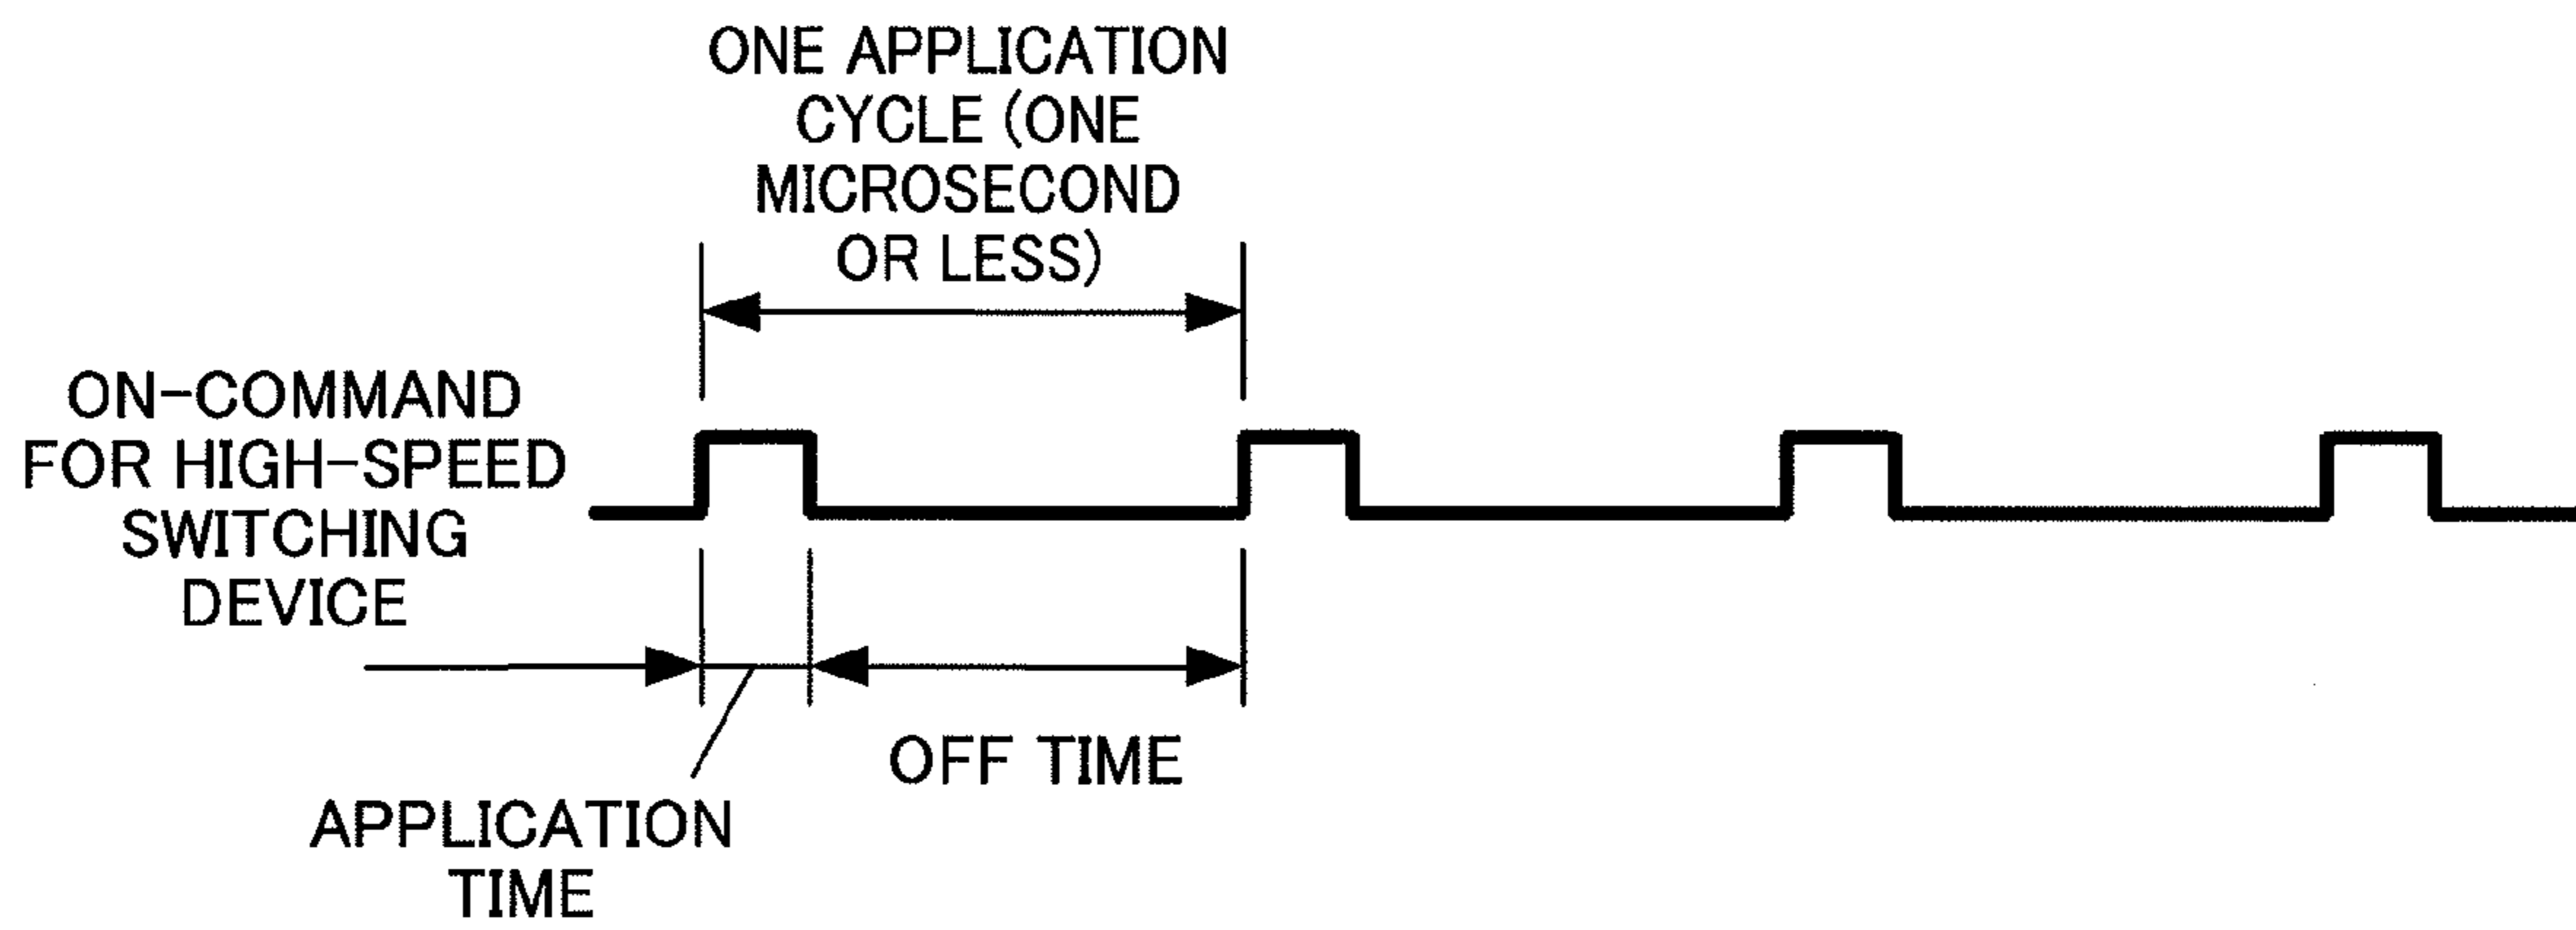 ONE APPLICATION
CYCLE (ONE
MICROSECOND
OR LESS)
ON-COMMAND
FOR HIGH-SPEED
SWITCHING
DEVICE
OFF TIME
APPLICATION
TIME